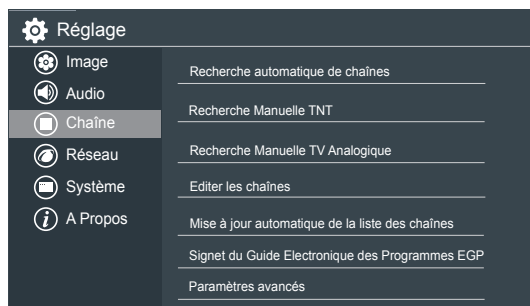 Réglage
Image
Audio
Chaîne
Réseau
Système
A Propos
Recherche automatique de chaînes
Recherche Manuelle TNT
Recherche Manuelle TV Analogique
Editer les chaînes
Mise à jour automatique de la liste des chaînes
Signet du Guide Electronique des Programmes EGP
Paramètres avancés